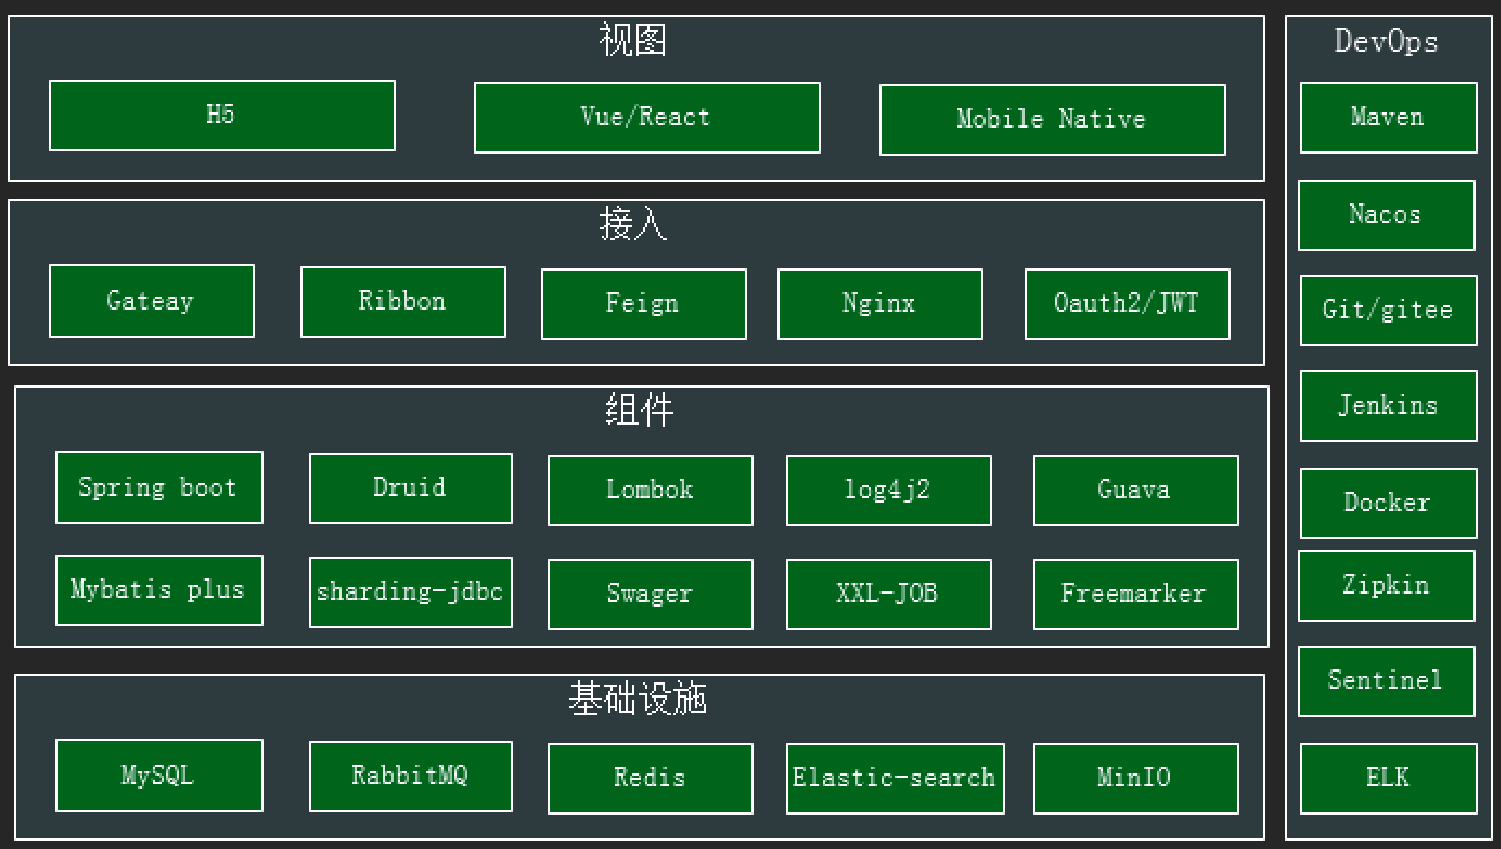 视图
H5
Vue/React
Mobile Native
接入
Gateay
Ribbon
Feign
Nginx
Oauth2/JWT
组件
Spring boot
Druid
Lombok
log4j2
Guava
Mybatis plus
sharding-jdbc
Swager
XXL-JOB
Freemarker
基础设施
MySQL
RabbitMQ
Redis
Elastic-search
MinIO
DevOps
Maven
Nacos
Git/gitee
Jenkins
Docker
Zipkin
Sentinel
ELK